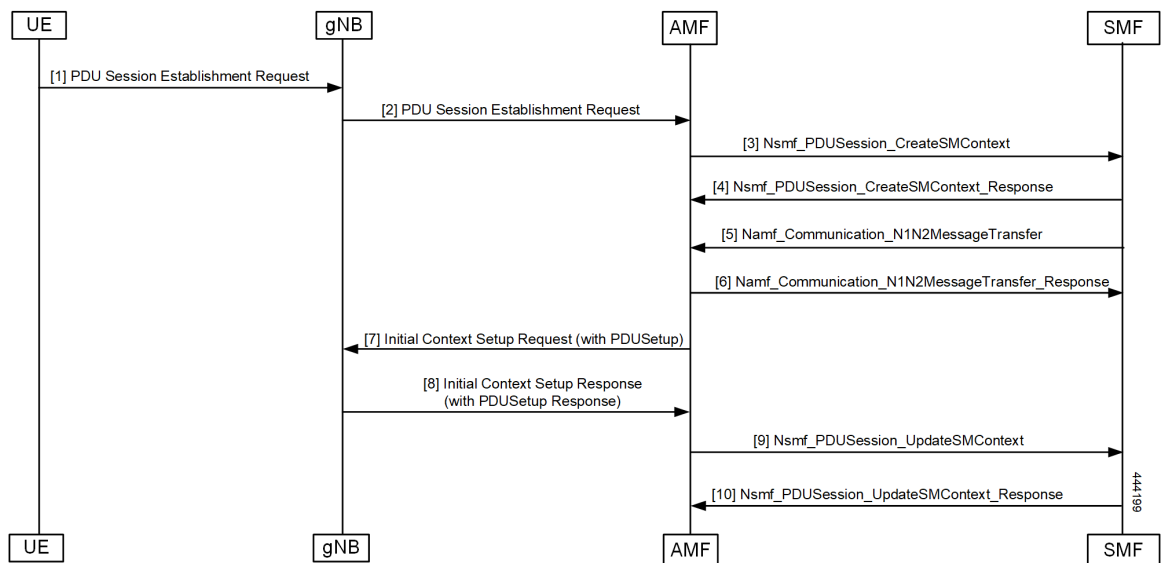 UE
gNB
AMF
SMF
[1] PDU Session Establishment Request
[2] PDU Session Establishment Request
[3] Nsmf_PDUSession_CreateSMContext
[4] Nsmf_PDUSession_CreateSMContext_Response
[5] Namf_Communication_N1N2MessageTransfer
[6] Namf_Communication_N1N2MessageTransfer_Response
[7] Initial Context Setup Request (with PDUSetup)
[8] Initial Context Setup Response
(with PDUSetup Response)
[9] Nsmf_PDUSession_UpdateSMContext
[10] Nsmf_PDUSession_UpdateSMContext_Response
444199
UE
gNB
AMF
SMF